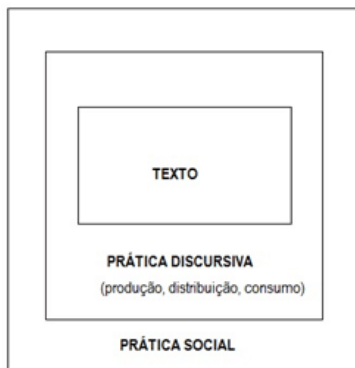 TEXTO
PRÁTICA DISCURSIVA
(produção, distribuição, consumo)
PRÁTICA SOCIAL